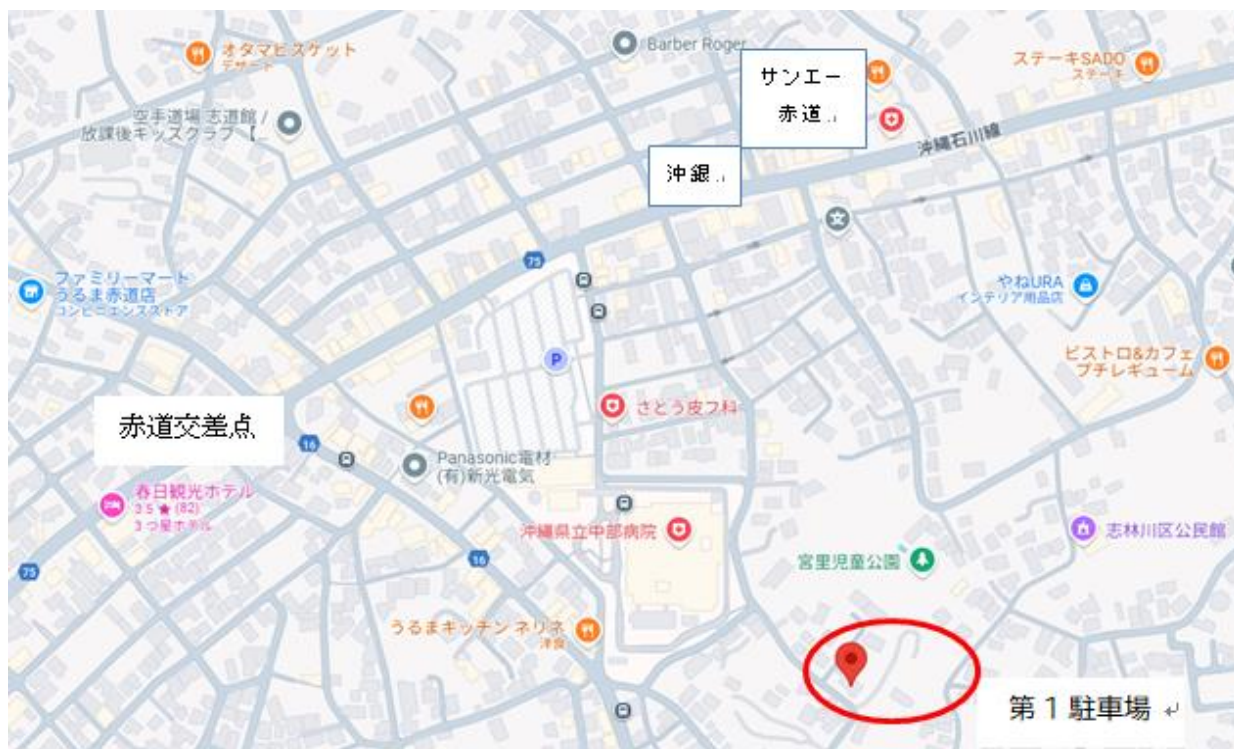 オタマビスケット
デザート
Barber Roger
サンエー
赤道
ステーキSADO
ステーキ
空手道場 志道館 /
放課後キッズクラブ 【...
沖縄石川線
沖銀
文
75
ファミリーマート
うるま赤道店
コンビニエンスストア
やねURA
インテリア用品店
P
ビストロ&カフェ
プチレギューム
さとう皮フ科
赤道交差点
16
Panasonic電材
(有)新光電気
春日観光ホテル
3.5★(82)
3 つ星ホテル
沖縄県立中部病院
志林川区公民館
宮里児童公園
75
16
うるまキッチン ネリネ
洋食
第1駐車場